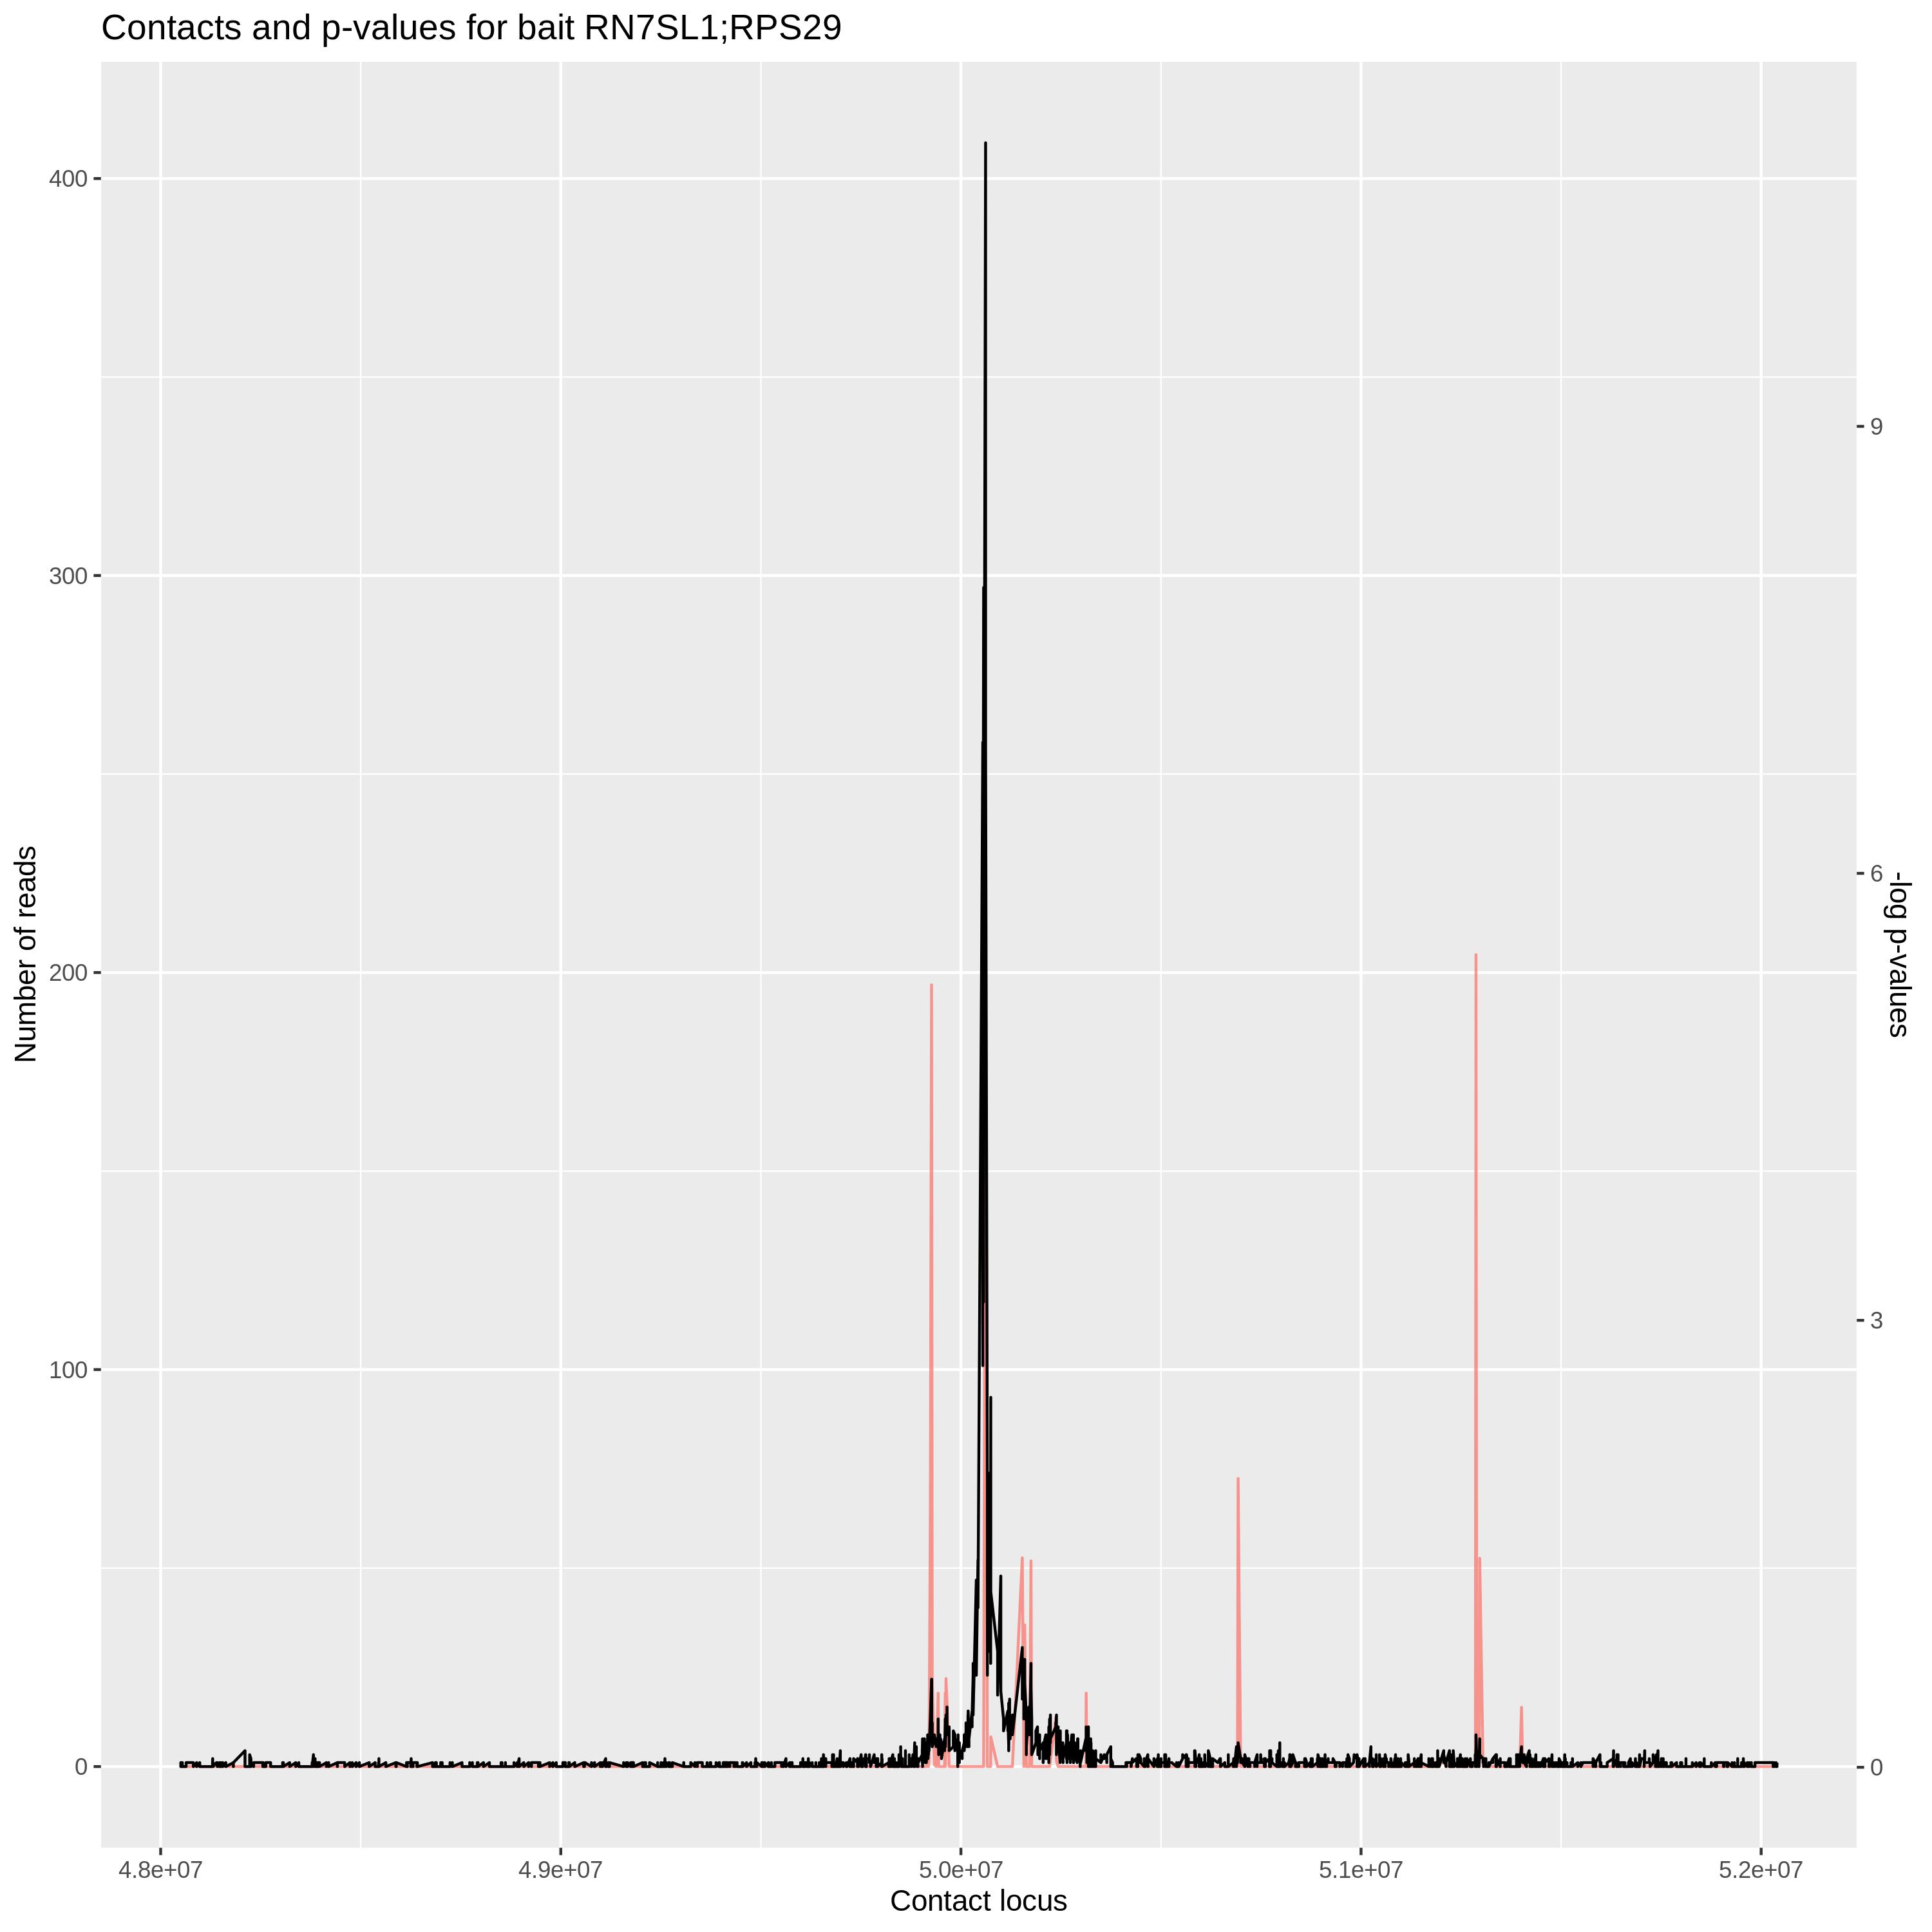 Contacts and p-values for bait RN7SL1;RPS29
400
300
200
100
0
Number of reads
9
6
3
0
-log p-values
4.8e+07
4.9e+07
5.0e+07
5.1e+07
5.2e+07
Contact locus